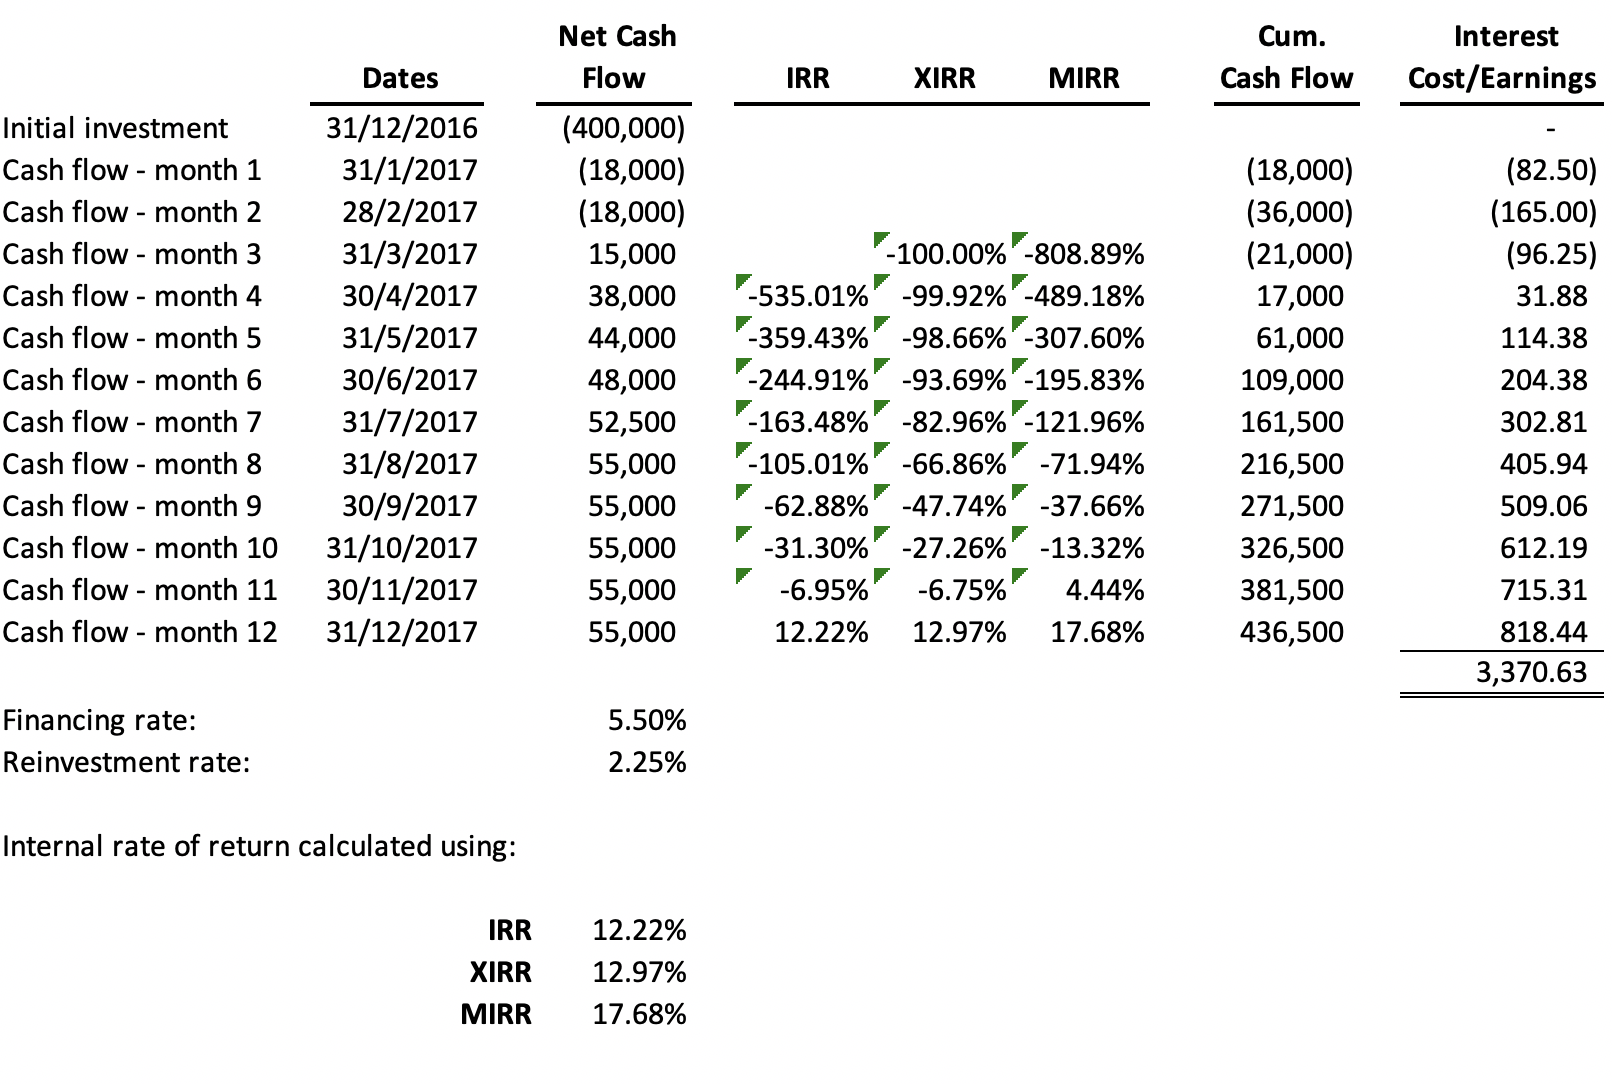 Net Cash Cum. Interest
Dates Flow IRR XIRR MIRR Cash Flow Cost/Earnings
Initial investment 31/12/2016 (400,000) -
Cash flow - month 1 31/1/2017 (18,000) (18,000) (82.50)
Cash flow - month 2 28/2/2017 (18,000) (36,000) (165.00)
Cash flow - month 3 31/3/2017 15,000 -100.00% -808.89% (21,000) (96.25)
Cash flow - month 4 30/4/2017 38,000 -535.01% -99.92% -489.18% 17,000 31.88
Cash flow - month 5 31/5/2017 44,000 -359.43% -98.66% -307.60% 61,000 114.38
Cash flow - month 6 30/6/2017 48,000 -244.91% -93.69% -195.83% 109,000 204.38
Cash flow - month 7 31/7/2017 52,500 -163.48% -82.96% -121.96% 161,500 302.81
Cash flow - month 8 31/8/2017 55,000 -105.01% -66.86% -71.94% 216,500 405.94
Cash flow - month 9 30/9/2017 55,000 -62.88% -47.74% -37.66% 271,500 509.06
Cash flow - month 10 31/10/2017 55,000 -31.30% -27.26% -13.32% 326,500 612.19
Cash flow - month 11 30/11/2017 55,000 -6.95% -6.75% 4.44% 381,500 715.31
Cash flow - month 12 31/12/2017 55,000 12.22% 12.97% 17.68% 436,500 818.44
3,370.63
Financing rate: 5.50%
Reinvestment rate: 2.25%
Internal rate of return calculated using:
IRR 12.22%
XIRR 12.97%
MIRR 17.68%